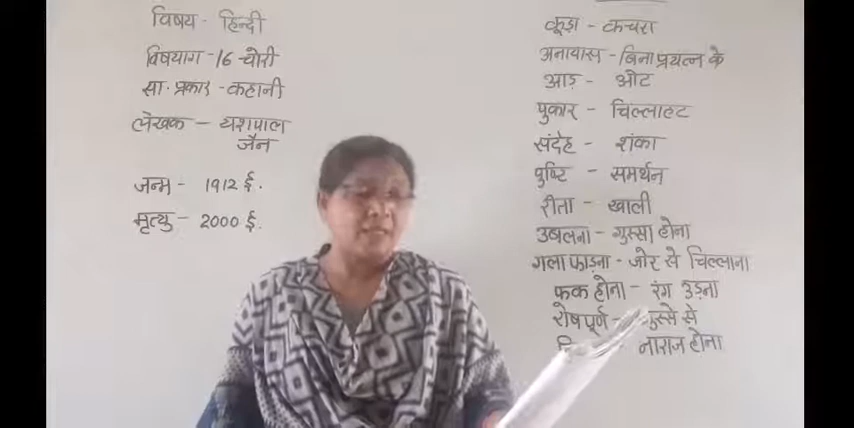 विषय - हिन्दी
विषयाग - 16 चोरी
सा. प्रकार - कहानी
लेखक - यशपाल
जैन
जन्म - 1912 ई.
मृत्यु - 2000 ई.
कूड़ा - कचरा
अनायास - बिना प्रयत्न के
आड़ - ओट
पुकार - चिल्लाहट
संदेह - शंका
पुष्टि - समर्थन
रीता - खाली
उबलना - गुस्सा होना
गला फाड़ना - जोर से चिल्लाना
फक होना - रंग उड़ना
रोषपूर्ण - गुस्से से
नाराज होना